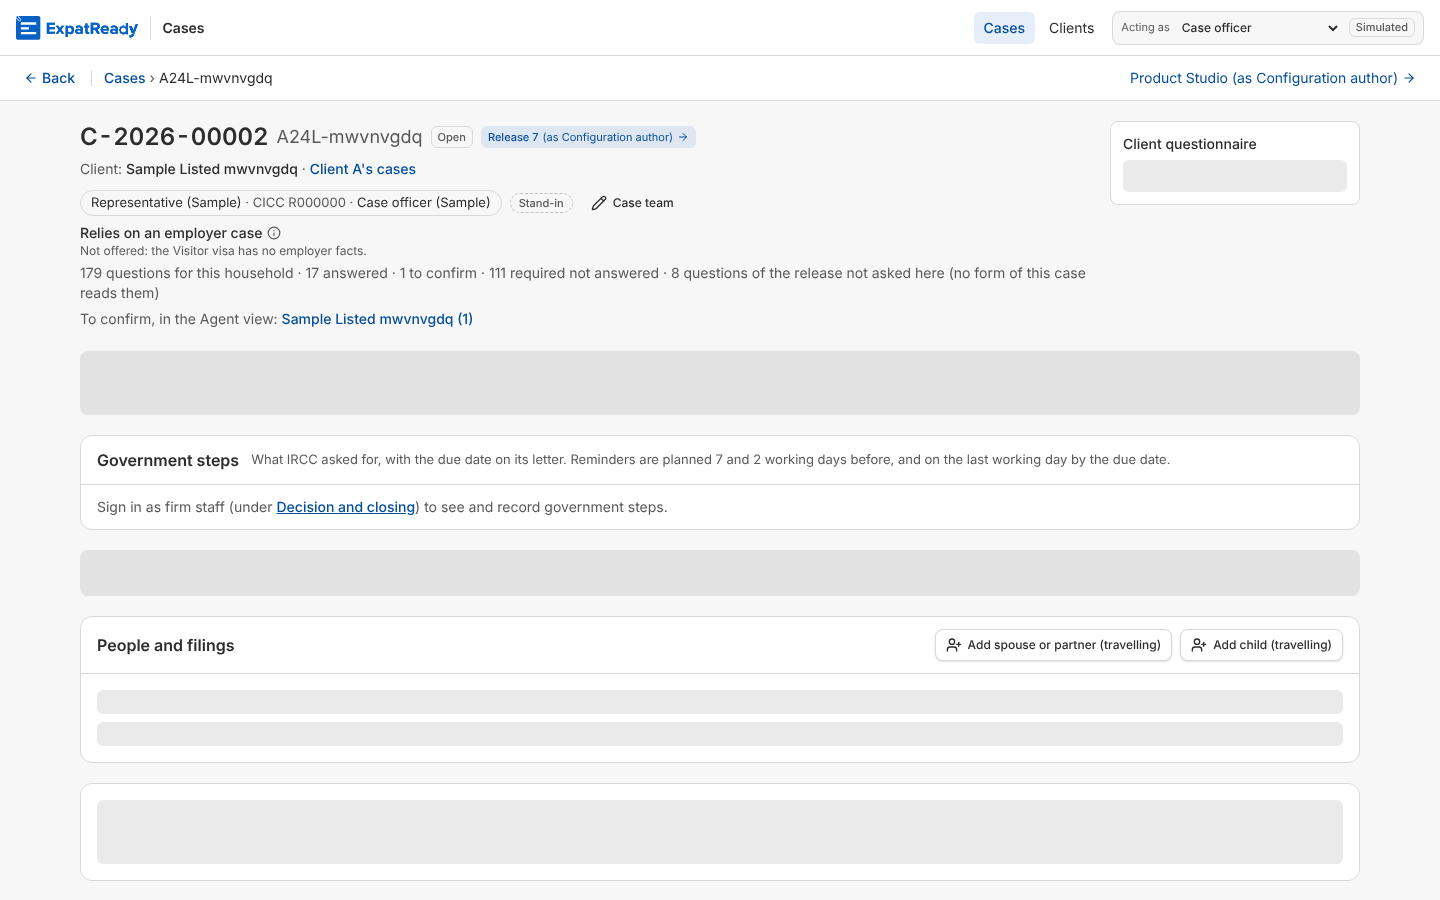 ExpatReady
Cases
Cases
Clients
Acting as
Case officer
Simulated
← Back
Cases › A24L-mwvnvgdq
Product Studio (as Configuration author) →
C-2026-00002 A24L-mwvnvgdq Open Release 7 (as Configuration author) →
Client: Sample Listed mwvnvgdq · Client A's cases
Representative (Sample) · CICC R000000 · Case officer (Sample) Stand-in Case team
Relies on an employer case
Not offered: the Visitor visa has no employer facts.
179 questions for this household · 17 answered · 1 to confirm · 111 required not answered · 8 questions of the release not asked here (no form of this case
reads them)
To confirm, in the Agent view: Sample Listed mwvnvgdq (1)
Client questionnaire
Government steps What IRCC asked for, with the due date on its letter. Reminders are planned 7 and 2 working days before, and on the last working day by the due date.
Sign in as firm staff (under Decision and closing) to see and record government steps.
People and filings
Add spouse or partner (travelling)
Add child (travelling)